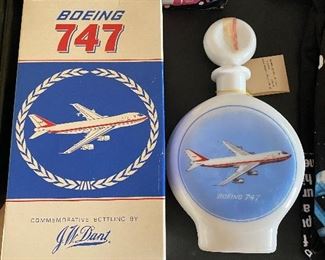 BOEING
747
COMMEMORATIVE BOTTLING BY
J.W. Dant
BOEING 747